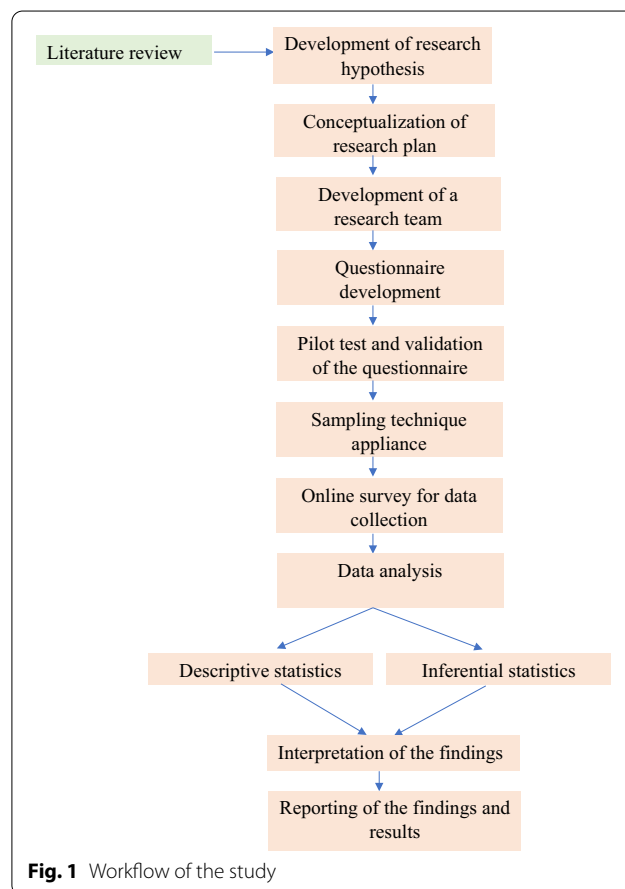 Literature review
Development of research
hypothesis
Conceptualization of
research plan
Development of a
research team
Questionnaire
development
Pilot test and validation
of the questionnaire
Sampling technique
appliance
Online survey for data
collection
Data analysis
Descriptive statistics
Inferential statistics
Interpretation of the findings
Reporting of the findings and
results
Fig. 1 Workflow of the study